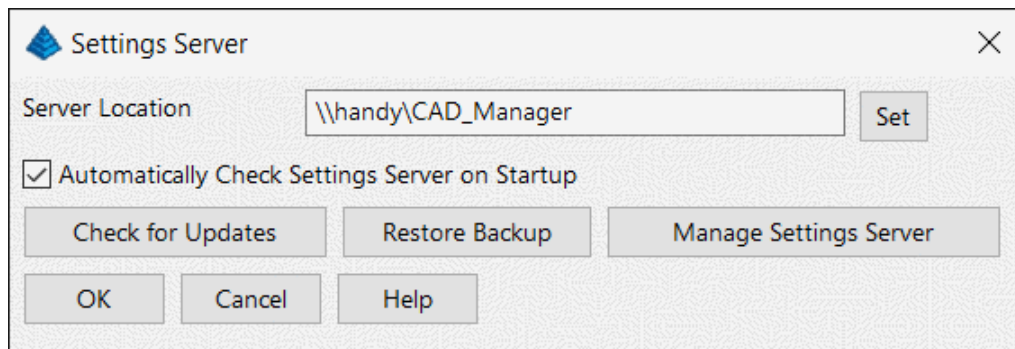 Settings Server
Server Location \\handy\CAD_Manager Set
Automatically Check Settings Server on Startup
Check for Updates Restore Backup Manage Settings Server
OK Cancel Help